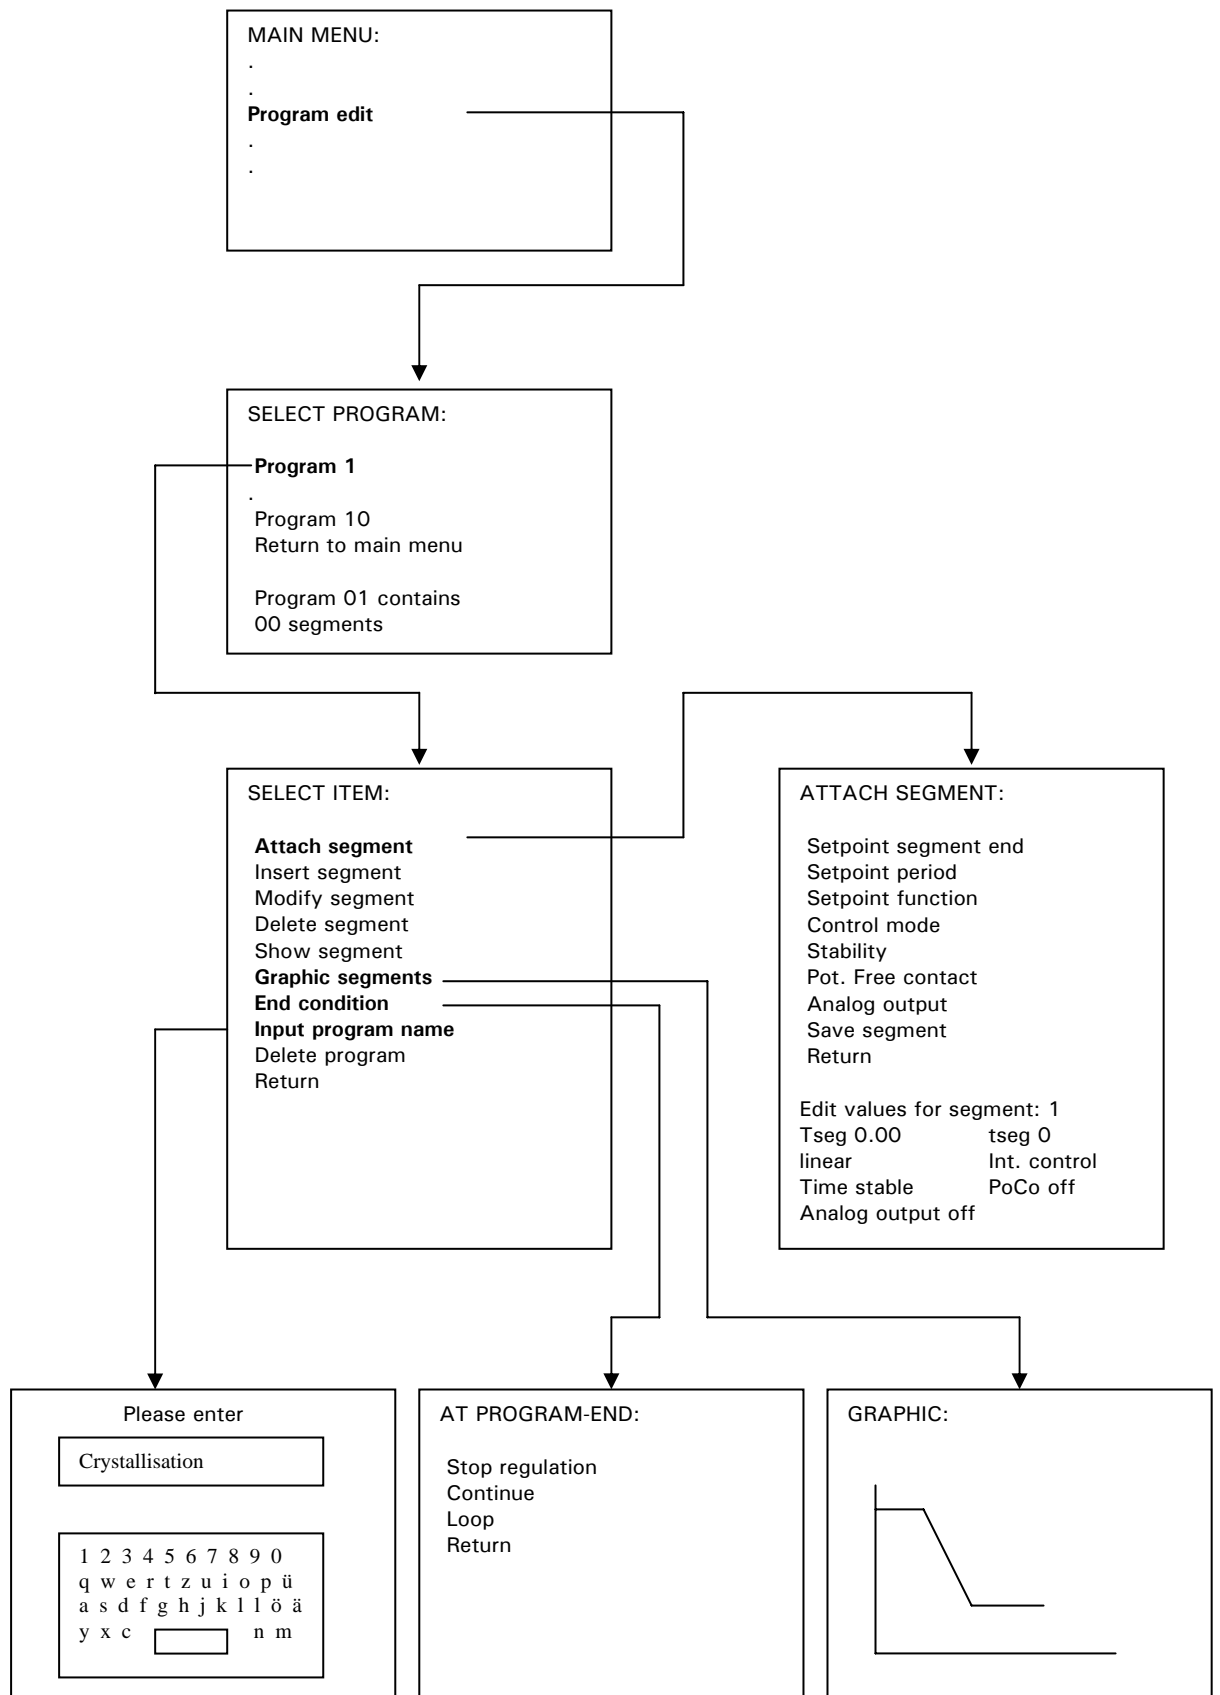 MAIN MENU:
.
.
Program edit
.
.
SELECT PROGRAM:
Program 1
.
Program 10
Return to main menu
Program 01 contains
00 segments
SELECT ITEM:
Attach segment
Insert segment
Modify segment
Delete segment
Show segment
Graphic segments
End condition
Input program name
Delete program
Return
ATTACH SEGMENT:
Setpoint segment end
Setpoint period
Setpoint function
Control mode
Stability
Pot. Free contact
Analog output
Save segment
Return
Edit values for segment: 1
Tseg 0.00 tseg 0
linear Int. control
Time stable PoCo off
Analog output off
Please enter
Crystallisation
1 2 3 4 5 6 7 8 9 0
q w e r t z u i o p ü
a s d f g h j k l l ö ä
y x c n m
AT PROGRAM-END:
Stop regulation
Continue
Loop
Return
GRAPHIC: